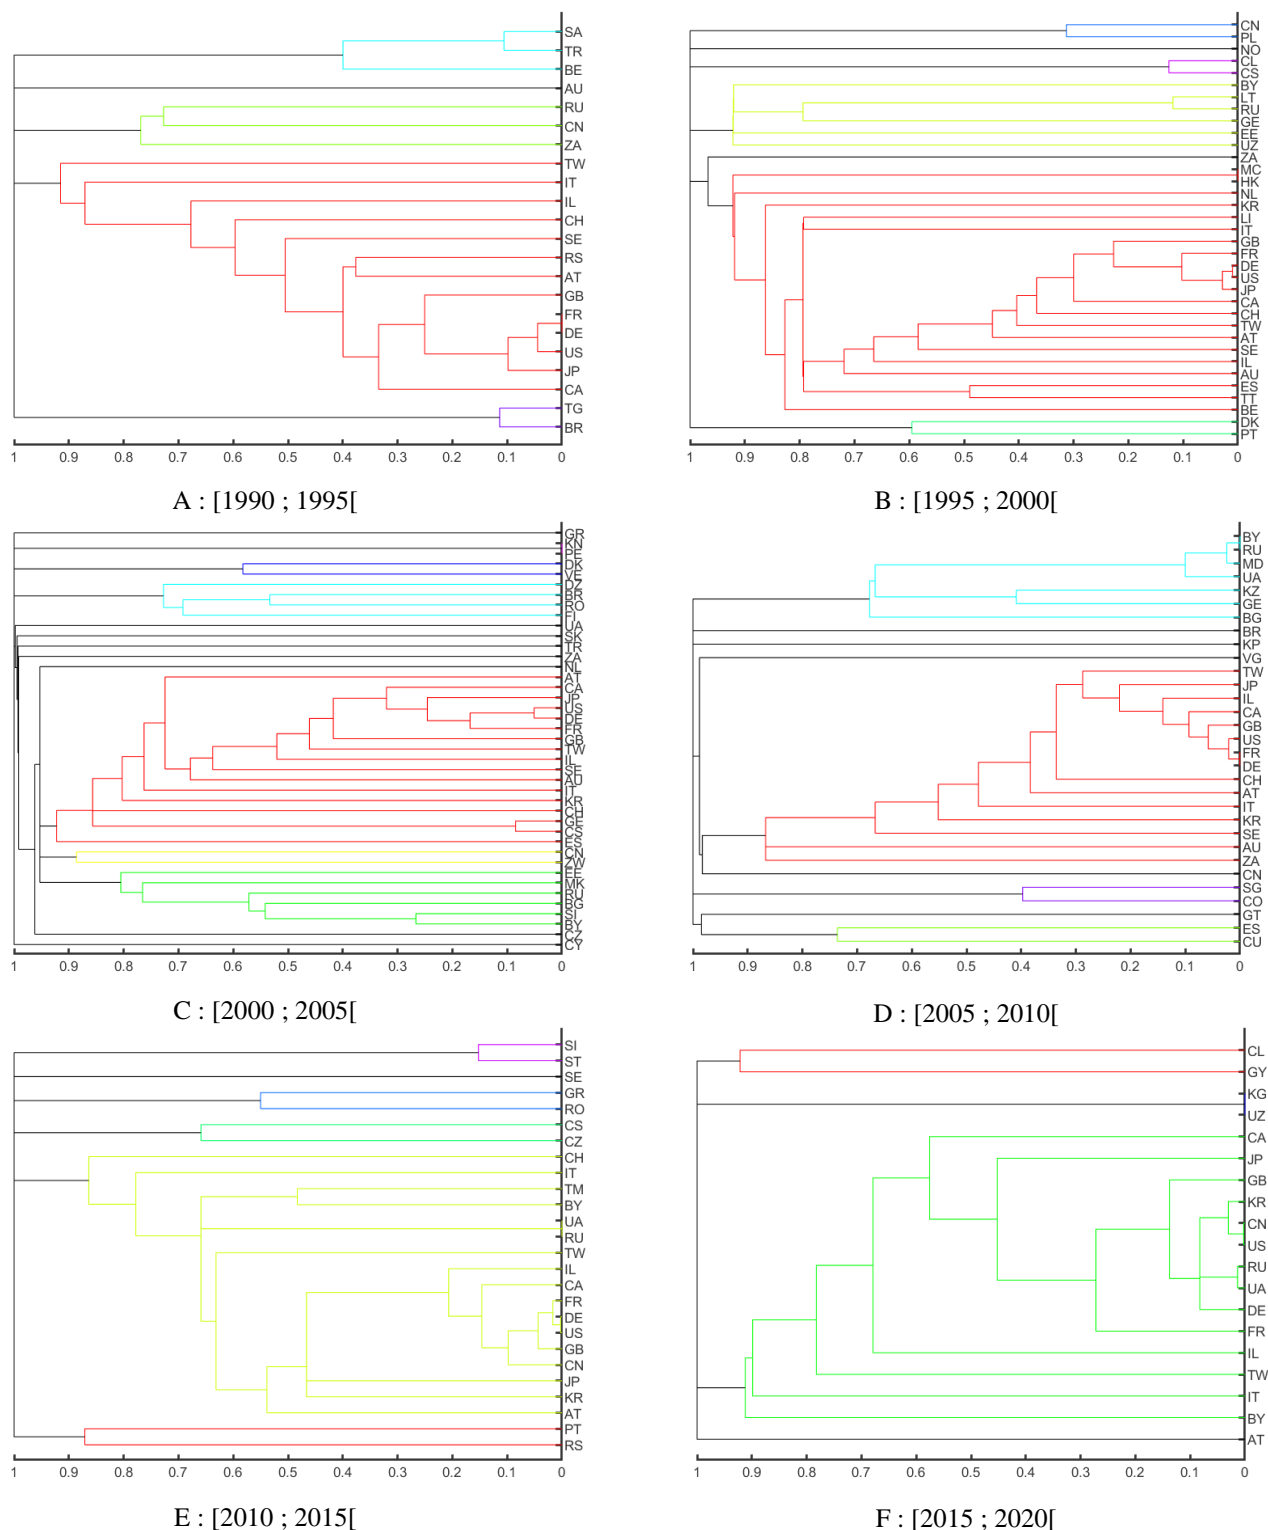 SA
TR
BE
AU
RU
CN
ZA
TW
IT
IL
CH
SE
RS
AT
GB
FR
DE
US
JP
CA
TG
BR
1 0.9 0.8 0.7 0.6 0.5 0.4 0.3 0.2 0.1 0
A : [1990 ; 1995[
CN
PL
NO
CL
CS
BY
LT
RU
GE
EE
UZ
ZA
MC
HK
NL
KR
LI
IT
GB
FR
DE
US
JP
CA
CH
TW
AT
SE
IL
AU
ES
TT
BE
DK
PT
1 0.9 0.8 0.7 0.6 0.5 0.4 0.3 0.2 0.1 0
B : [1995 ; 2000[
GR
KN
PE
DK
VE
DZ
BR
RO
FI
UA
SK
TR
ZA
NL
AT
CA
JP
US
DE
FR
GB
TW
IL
SE
AU
IT
KR
CH
GE
CS
ES
CN
ZW
EE
MK
RU
BG
SI
BY
CZ
CY
1 0.9 0.8 0.7 0.6 0.5 0.4 0.3 0.2 0.1 0
C : [2000 ; 2005[
BY
RU
MD
UA
KZ
GE
BG
BR
KP
VG
TW
JP
IL
CA
GB
US
FR
DE
CH
AT
IT
KR
SE
AU
ZA
CN
SG
CO
GT
ES
CU
1 0.9 0.8 0.7 0.6 0.5 0.4 0.3 0.2 0.1 0
D : [2005 ; 2010[
SI
ST
SE
GR
RO
CS
CZ
CH
IT
TM
BY
UA
RU
TW
IL
CA
FR
DE
US
GB
CN
JP
KR
AT
PT
RS
1 0.9 0.8 0.7 0.6 0.5 0.4 0.3 0.2 0.1 0
E : [2010 ; 2015[
CL
GY
KG
UZ
CA
JP
GB
KR
CN
US
RU
UA
DE
FR
IL
TW
IT
BY
AT
1 0.9 0.8 0.7 0.6 0.5 0.4 0.3 0.2 0.1 0
F : [2015 ; 2020[